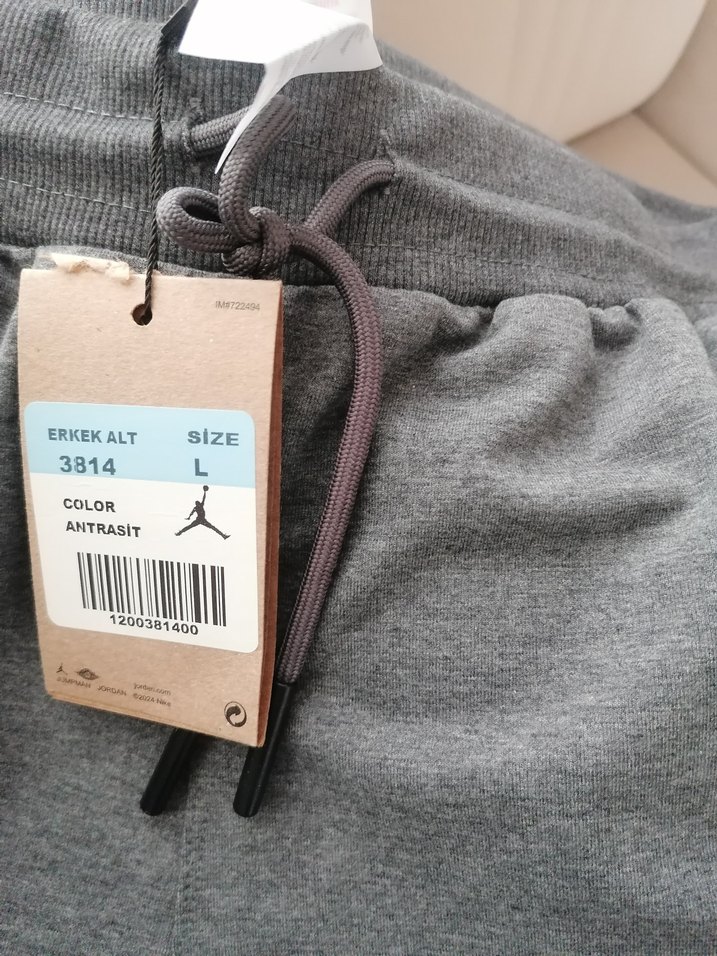 IM#722494
ERKEK ALT SİZE
3814 L
COLOR
ANTRASİT
1200381400
JUMPMAN JORDAN jordan.com
©2024 Nike